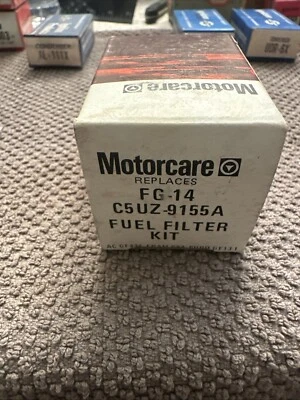 Motorcare
Motorcare
REPLACES
FG-14
C5UZ-9155A
FUEL FILTER
KIT